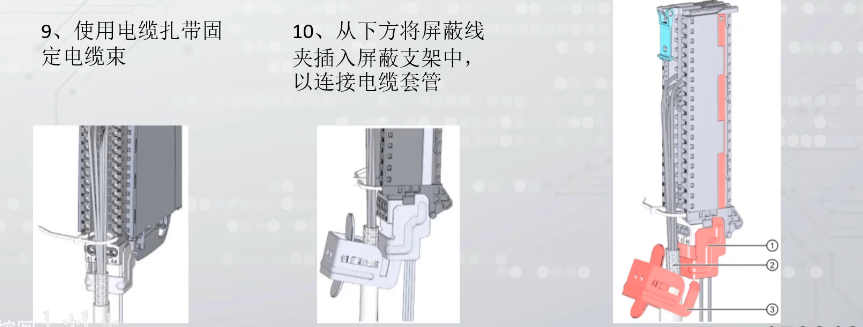 9、使用电缆扎带固
定电缆束
10、从下方将屏蔽线
夹插入屏蔽支架中，
以连接电缆套管
①
②
③